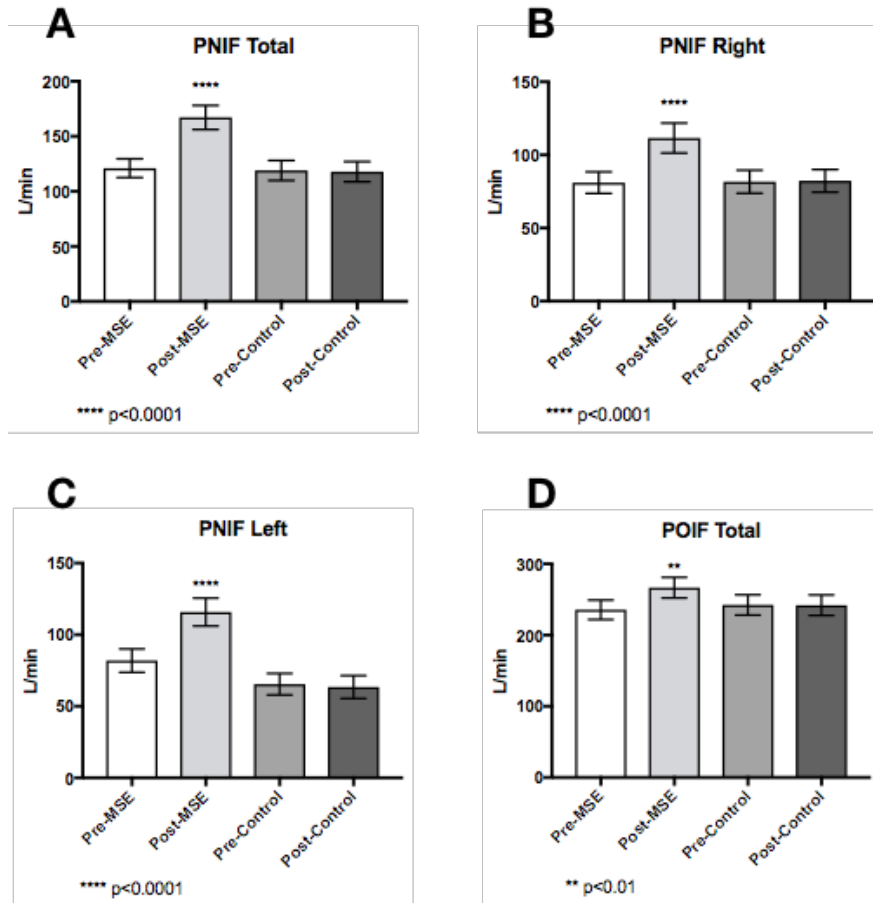 A
PNIF Total
L/min
200
150
100
50
0
****
Pre-MSE
Post-MSE
Pre-Control
Post-Control
**** p<0.0001
B
PNIF Right
L/min
150
100
50
0
****
Pre-MSE
Post-MSE
Pre-Control
Post-Control
**** p<0.0001
C
PNIF Left
L/min
150
100
50
0
****
Pre-MSE
Post-MSE
Pre-Control
Post-Control
**** p<0.0001
D
POIF Total
L/min
300
200
100
0
**
Pre-MSE
Post-MSE
Pre-Control
Post-Control
** p<0.01